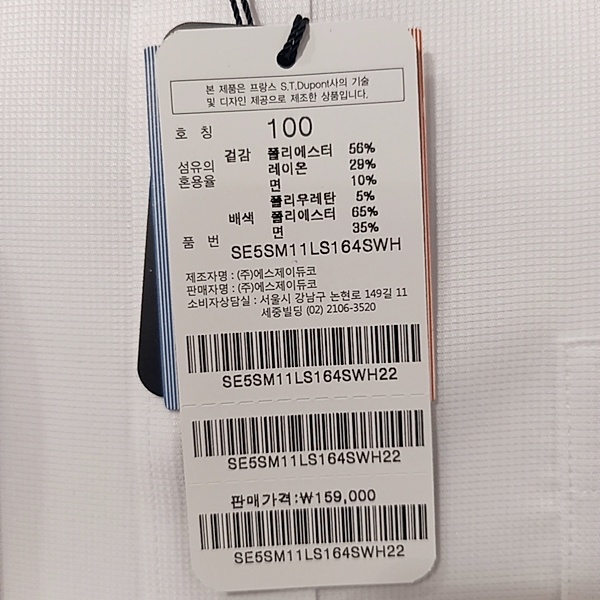 본 제품은 프랑스 S.T.Dupont사의 기술
및 디자인 제공으로 제조한 상품입니다.
호 칭 100
섬유의 혼용율 겉감 폴리에스터 56%
레이온 29%
면 10%
폴리우레탄 5%
배색 폴리에스터 65%
면 35%
품 번 SE5SM11LS164SWH
제조자명 : (주)에스제이듀코
판매자명 : (주)에스제이듀코
소비자상담실 : 서울시 강남구 논현로 149길 11
세중빌딩 (02) 2106-3520
SE5SM11LS164SWH22
SE5SM11LS164SWH22
판매가격:₩159,000
SE5SM11LS164SWH22